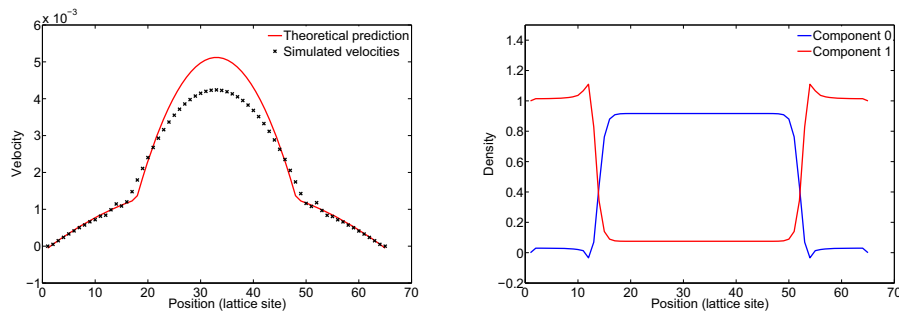 6 x 10^−3
5
4
3
2
1
0
−1
0 10 20 30 40 50 60 70
Velocity
Position (lattice site)
Theoretical prediction
Simulated velocities
1.4
1.2
1
0.8
0.6
0.4
0.2
0
−0.2
0 10 20 30 40 50 60 70
Density
Position (lattice site)
Component 0
Component 1